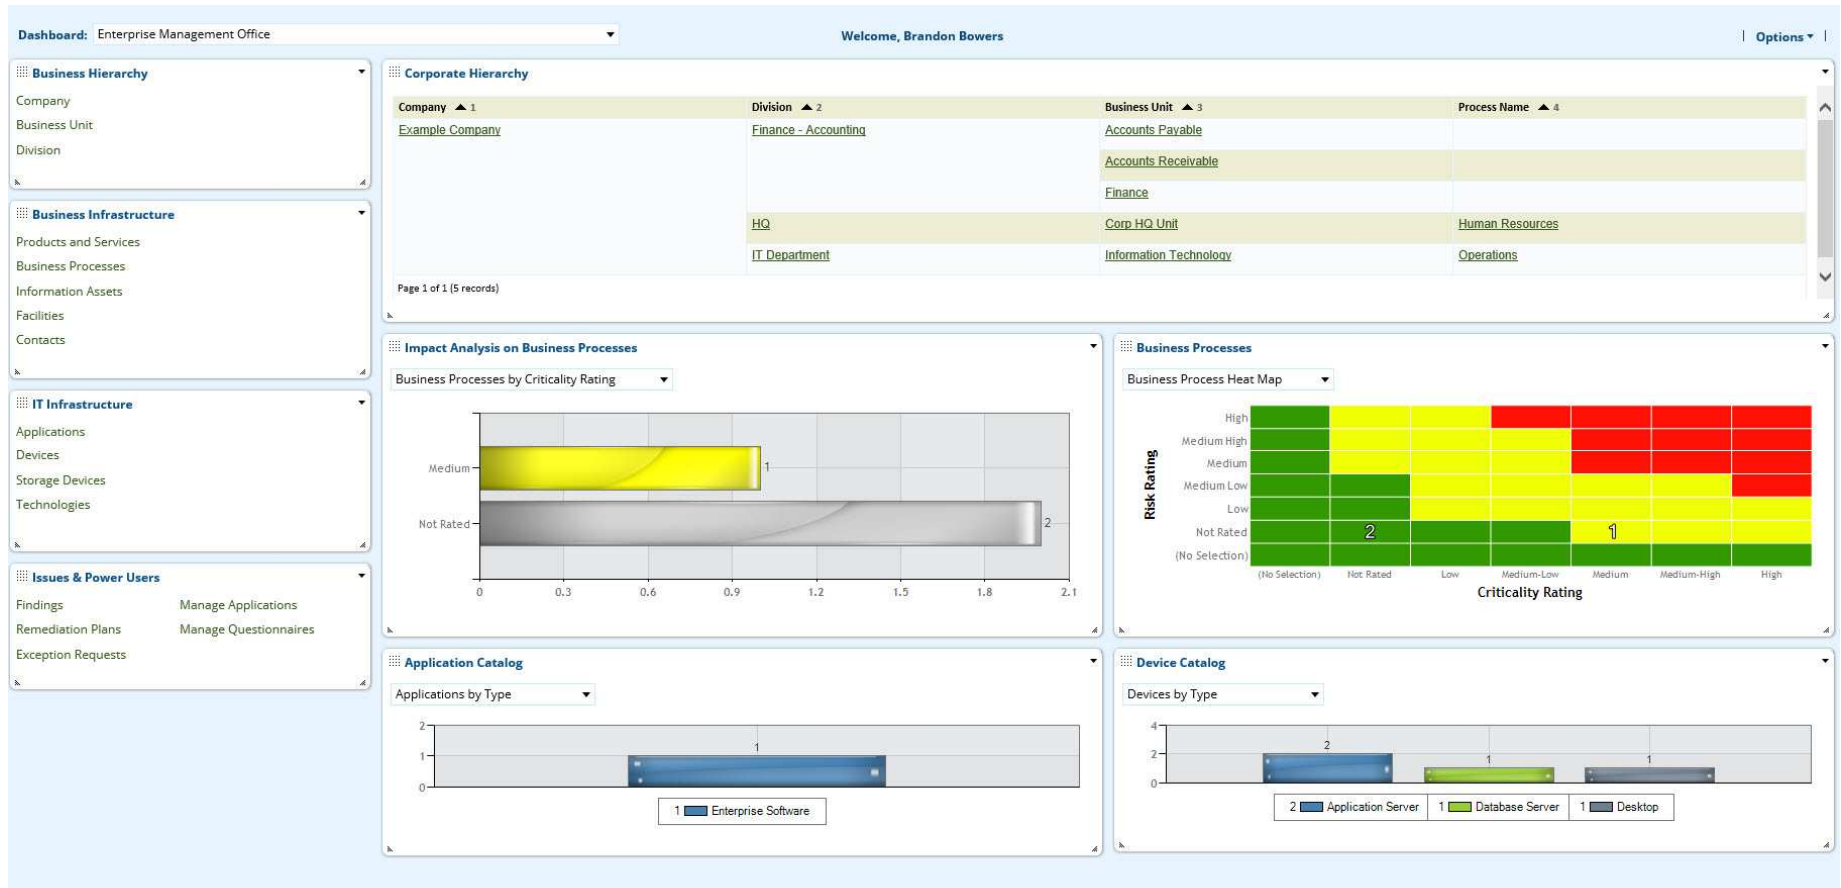 Dashboard: Enterprise Management Office
Welcome, Brandon Bowers
| Options |
Business Hierarchy
Company
Business Unit
Division
Business Infrastructure
Products and Services
Business Processes
Information Assets
Facilities
Contacts
IT Infrastructure
Applications
Devices
Storage Devices
Technologies
Issues & Power Users
Findings Manage Applications
Remediation Plans Manage Questionnaires
Exception Requests
Corporate Hierarchy
Company 1 Division 2 Business Unit 3 Process Name 4
Example Company Finance - Accounting Accounts Payable
Accounts Receivable
Finance
HQ Corp HQ Unit Human Resources
IT Department Information Technology Operations
Page 1 of 1 (5 records)
Impact Analysis on Business Processes
Business Processes by Criticality Rating
Medium 1
Not Rated 2
0 0.3 0.6 0.9 1.2 1.5 1.8 2.1
Business Processes
Business Process Heat Map
Risk Rating
High
Medium High
Medium
Medium Low
Low
Not Rated 2 1
(No Selection)
(No Selection) Not Rated Low Medium-Low Medium Medium-High High
Criticality Rating
Application Catalog
Applications by Type
2
1
1
0
1 Enterprise Software
Device Catalog
Devices by Type
4
2
2 1 1
0
2 Application Server 1 Database Server 1 Desktop